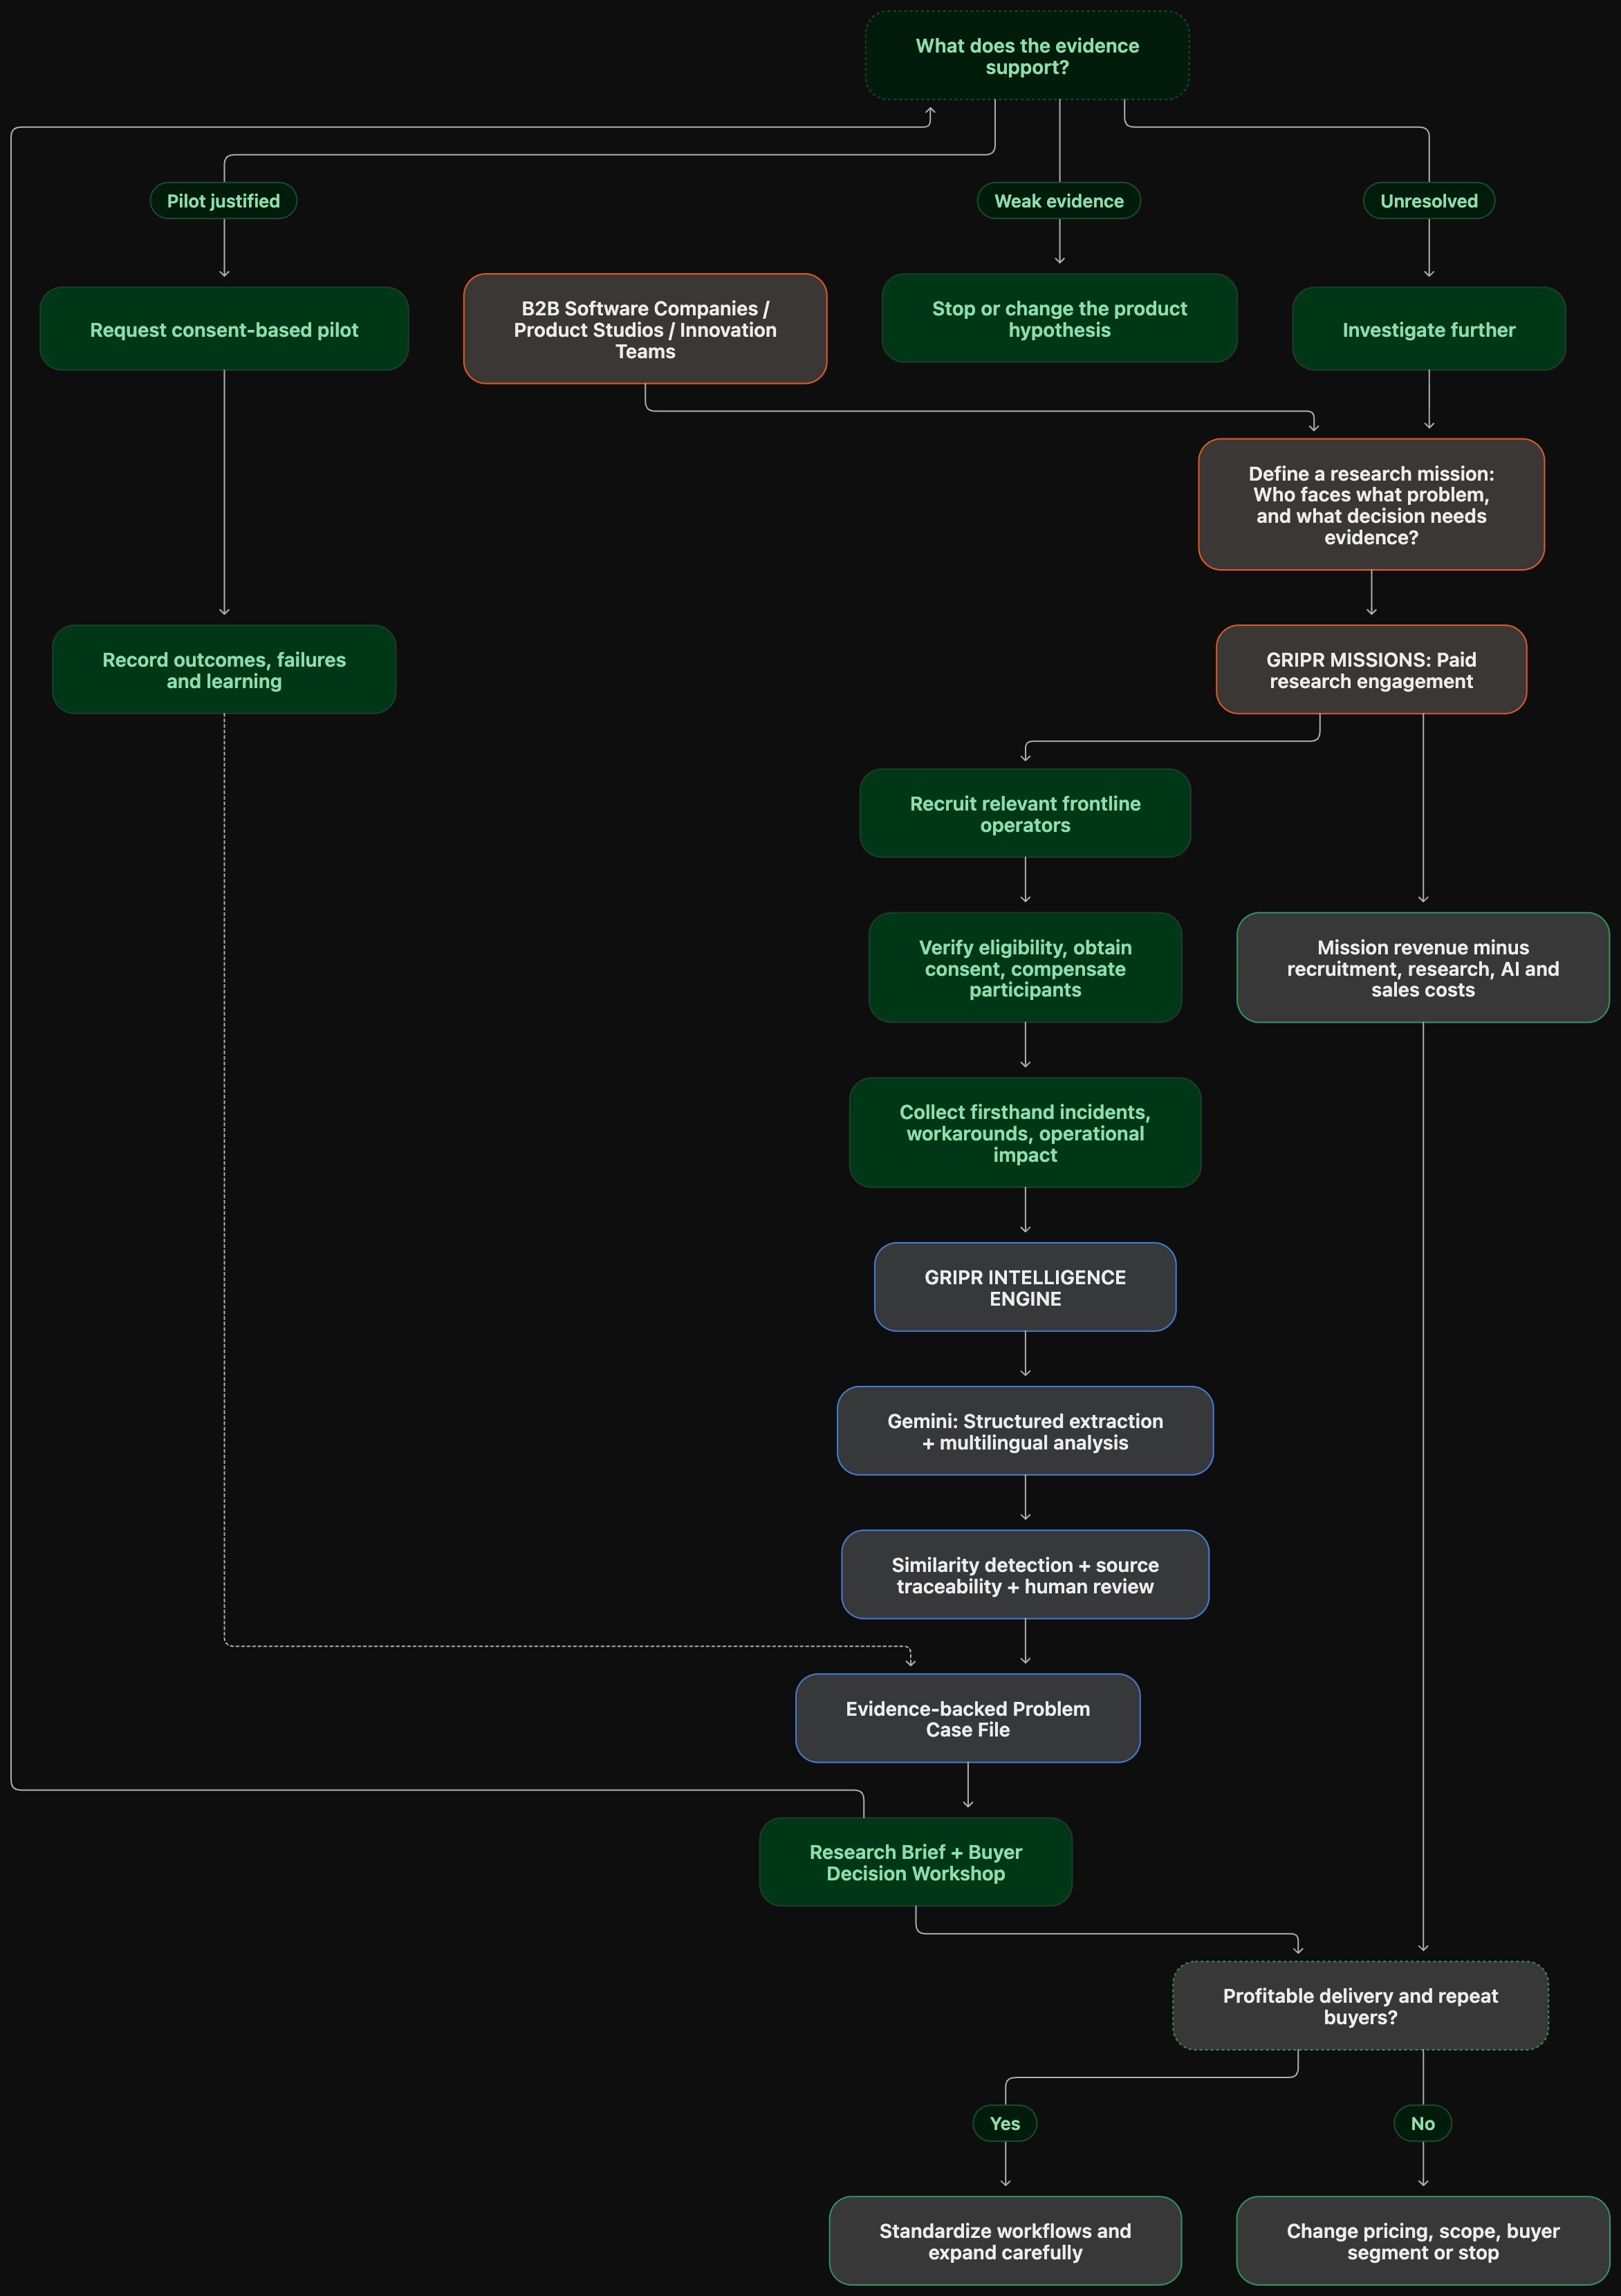 What does the evidence
support?
Pilot justified
Weak evidence
Unresolved
Request consent-based pilot
B2B Software Companies /
Product Studios / Innovation
Teams
Stop or change the product
hypothesis
Investigate further
Define a research mission:
Who faces what problem,
and what decision needs
evidence?
Record outcomes, failures
and learning
GRIPR MISSIONS: Paid
research engagement
Recruit relevant frontline
operators
Verify eligibility, obtain
consent, compensate
participants
Mission revenue minus
recruitment, research, AI and
sales costs
Collect firsthand incidents,
workarounds, operational
impact
GRIPR INTELLIGENCE
ENGINE
Gemini: Structured extraction
+ multilingual analysis
Similarity detection + source
traceability + human review
Evidence-backed Problem
Case File
Research Brief + Buyer
Decision Workshop
Profitable delivery and repeat
buyers?
Yes
No
Standardize workflows and
expand carefully
Change pricing, scope, buyer
segment or stop